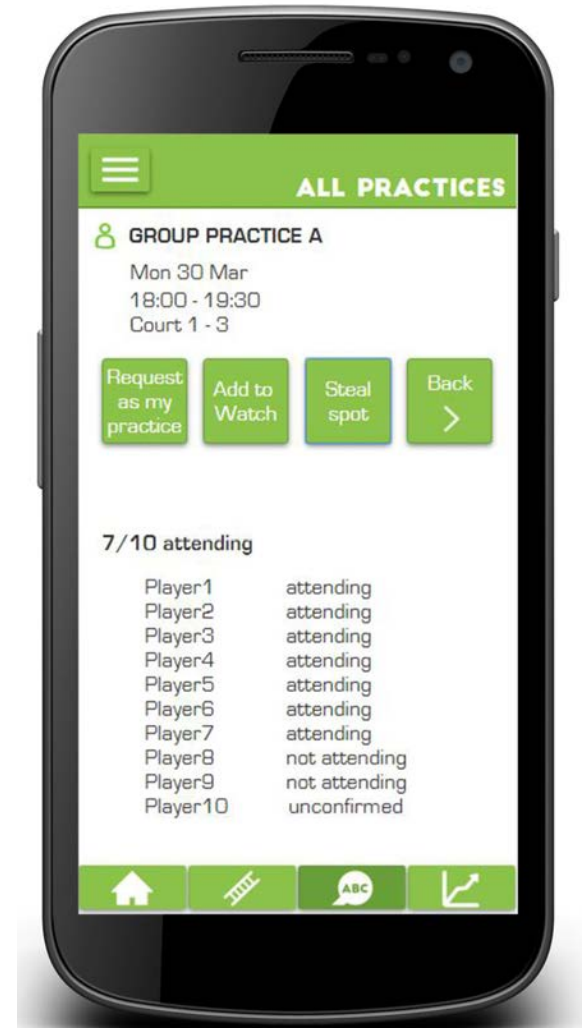 ALL PRACTICES
GROUP PRACTICE A
Mon 30 Mar
18:00 - 19:30
Court 1 - 3
Request
as my
practice
Add to
Watch
Steal
spot
Back
7/10 attending
Player1 attending
Player2 attending
Player3 attending
Player4 attending
Player5 attending
Player6 attending
Player7 attending
Player8 not attending
Player9 not attending
Player10 unconfirmed
ABC